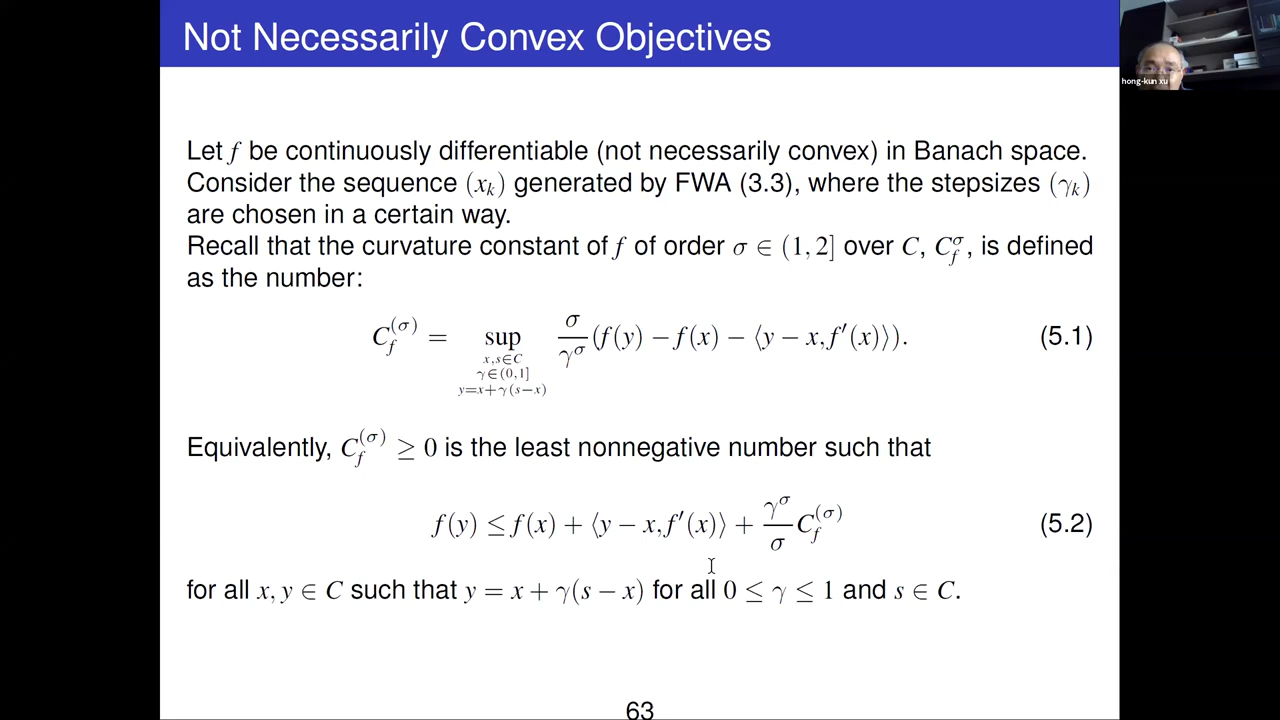 Not Necessarily Convex Objectives
hong-kun xu
Let f be continuously differentiable (not necessarily convex) in Banach space.
Consider the sequence (x_k) generated by FWA (3.3), where the stepsizes (γ_k)
are chosen in a certain way.
Recall that the curvature constant of f of order σ ∈ (1, 2] over C, C_f^σ, is defined
as the number:
C_f^{(σ)} = sup_{x,s∈C, γ∈(0,1], y=x+γ(s−x)} \frac{σ}{γ^σ} (f(y) − f(x) − ⟨y − x, f′(x)⟩). (5.1)
Equivalently, C_f^{(σ)} ≥ 0 is the least nonnegative number such that
f(y) ≤ f(x) + ⟨y − x, f′(x)⟩ + \frac{γ^σ}{σ} C_f^{(σ)} (5.2)
for all x, y ∈ C such that y = x + γ(s − x) for all 0 ≤ γ ≤ 1 and s ∈ C.
63